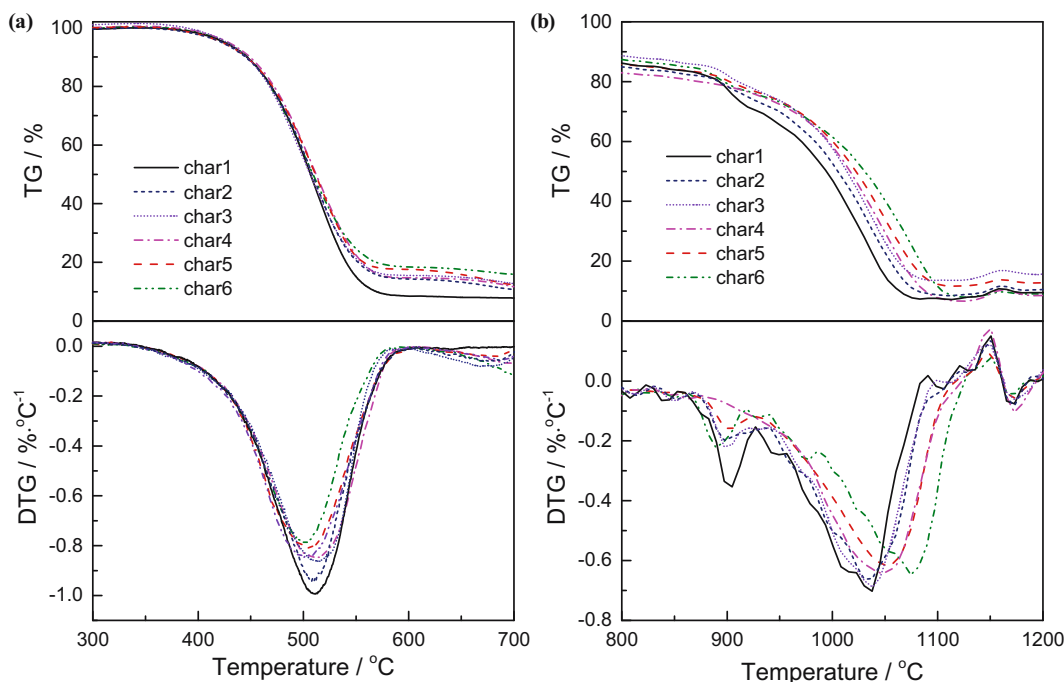 (a)
TG / %
100
80
60
40
20
0
char1
char2
char3
char4
char5
char6
DTG / %·°C⁻¹
0.0
-0.2
-0.4
-0.6
-0.8
-1.0
300 400 500 600 700
Temperature / °C
(b)
TG / %
100
80
60
40
20
0
char1
char2
char3
char4
char5
char6
DTG / %·°C⁻¹
0.0
-0.2
-0.4
-0.6
-0.8
800 900 1000 1100 1200
Temperature / °C